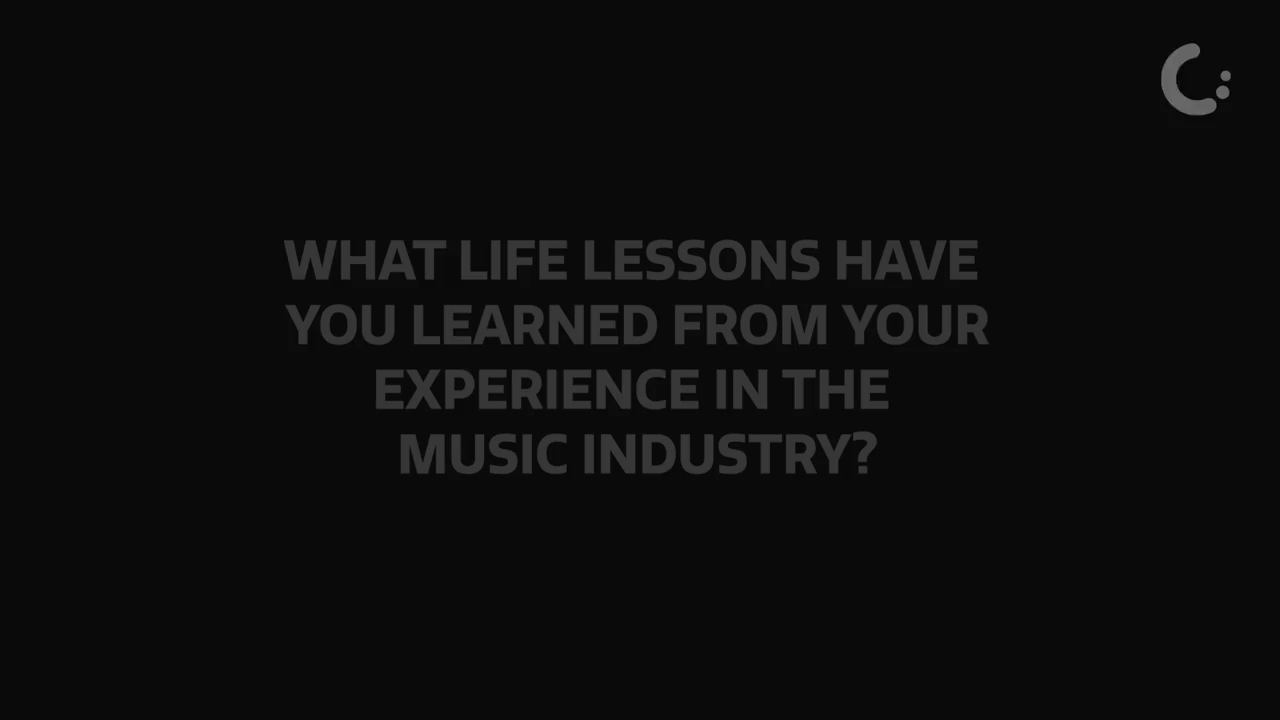 WHAT LIFE LESSONS HAVE
YOU LEARNED FROM YOUR
EXPERIENCE IN THE
MUSIC INDUSTRY?